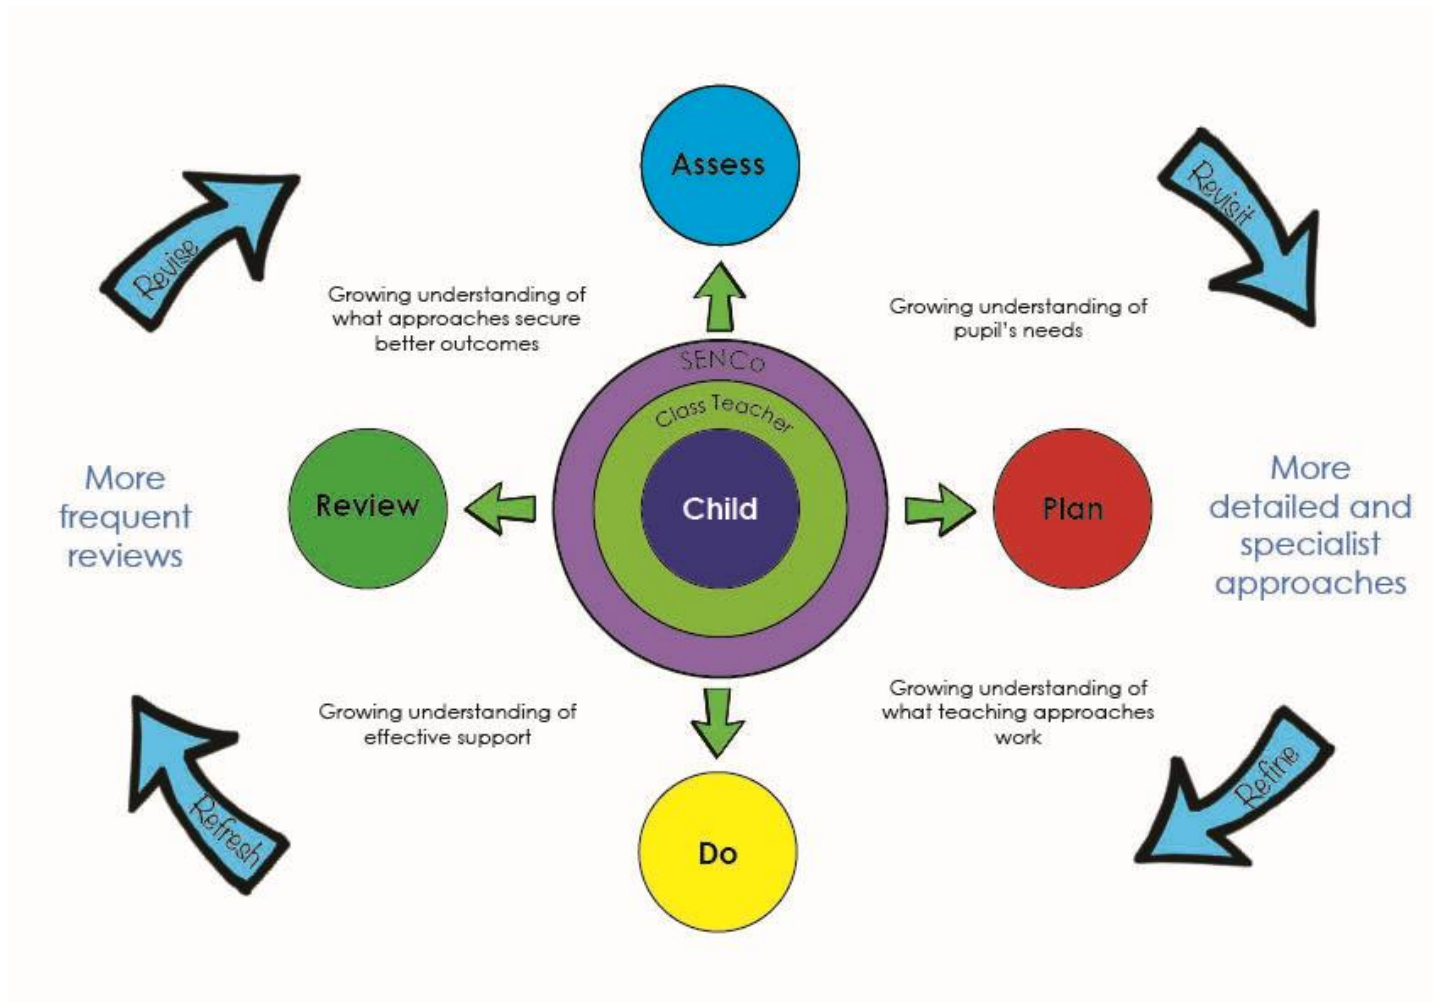 Assess
Revise
Revisit
Growing understanding of
what approaches secure
better outcomes
Growing understanding of
pupil's needs
SENCo
Class Teacher
Child
More
frequent
reviews
Review
Plan
More
detailed and
specialist
approaches
Growing understanding of
effective support
Growing understanding of
what teaching approaches
work
Refresh
Refine
Do